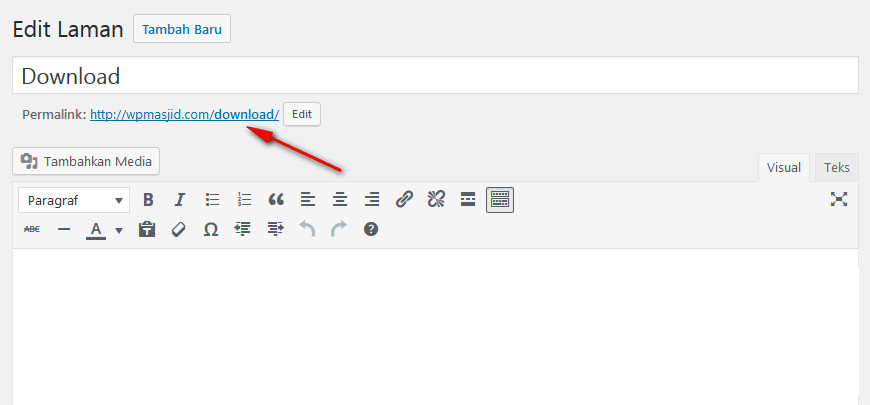 Edit Laman Tambah Baru
Download
Permalink: http://wpmasjid.com/download/ Edit
Tambahkan Media
Visual Teks
Paragraf B I
ABC A T Ω ?